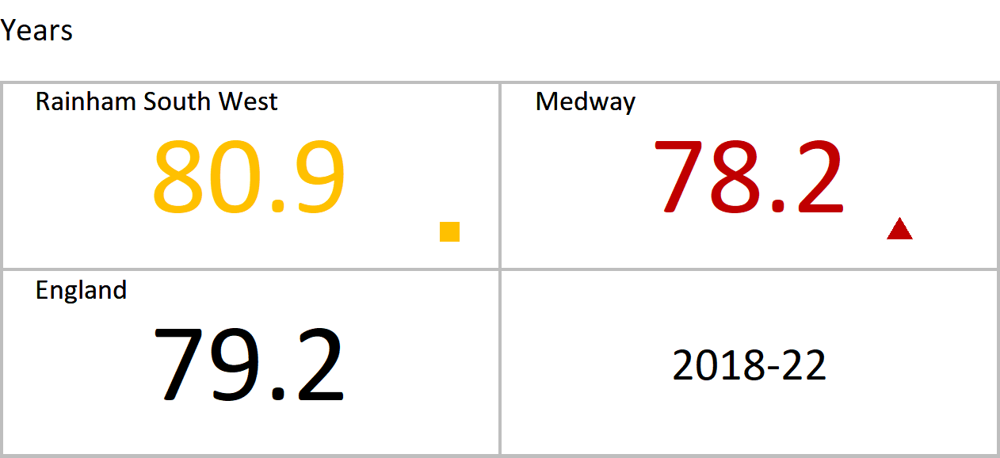 Years
Rainham South West
80.9
Medway
78.2
England
79.2
2018-22